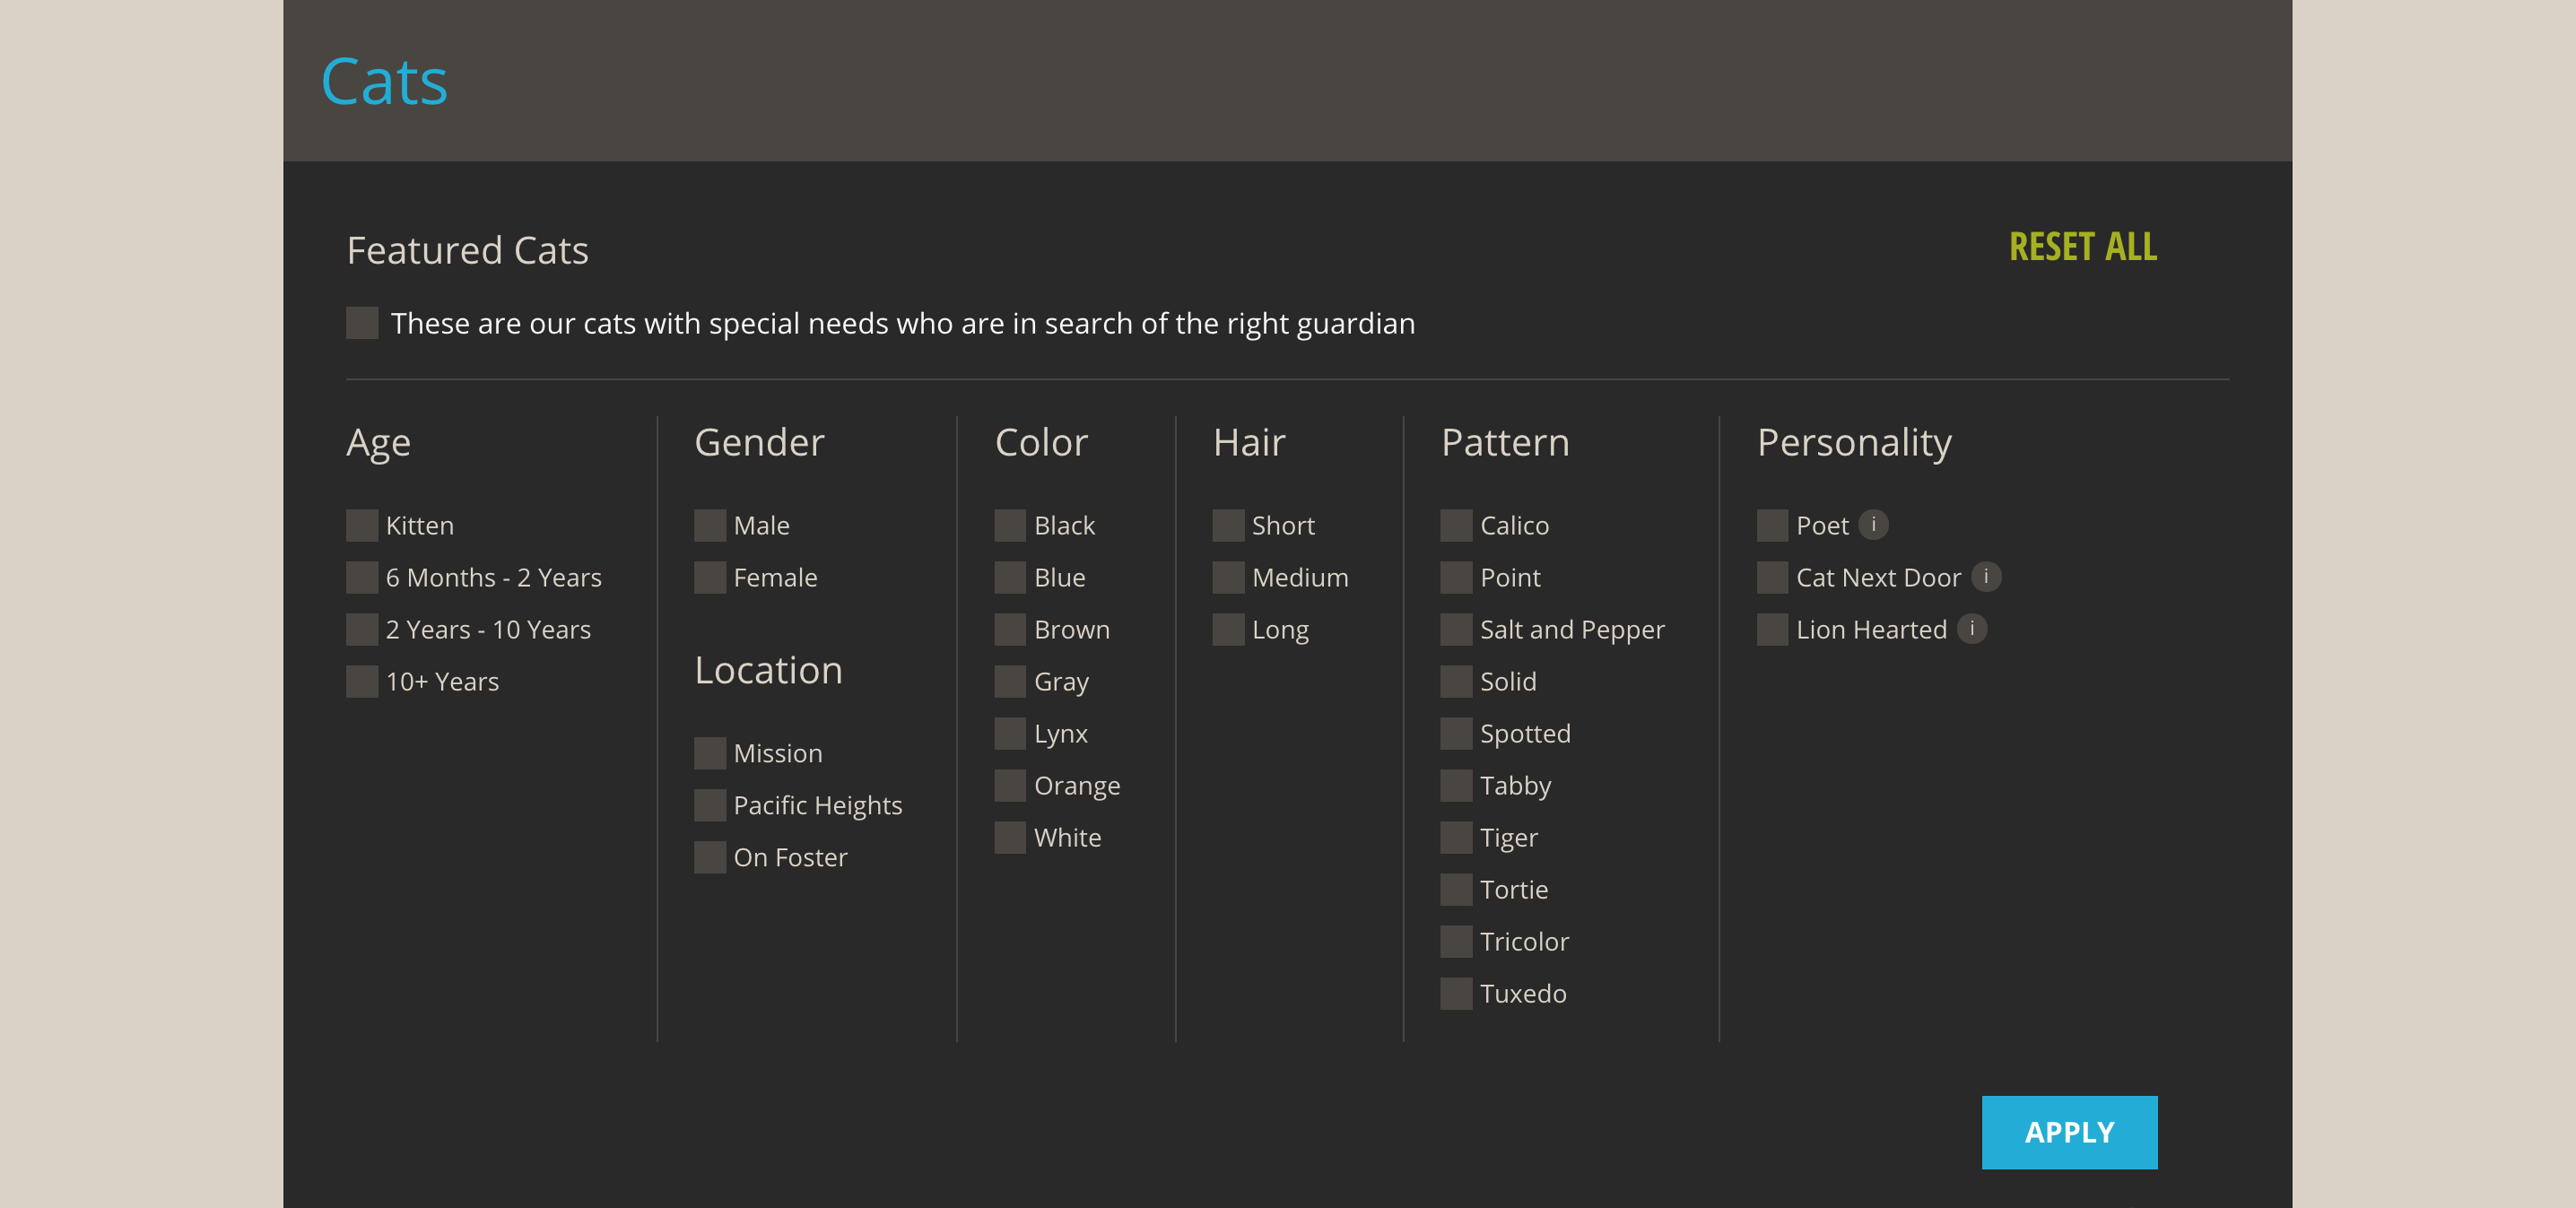 Cats
Featured Cats
RESET ALL
These are our cats with special needs who are in search of the right guardian
Age
Kitten
6 Months - 2 Years
2 Years - 10 Years
10+ Years
Gender
Male
Female
Location
Mission
Pacific Heights
On Foster
Color
Black
Blue
Brown
Gray
Lynx
Orange
White
Hair
Short
Medium
Long
Pattern
Calico
Point
Salt and Pepper
Solid
Spotted
Tabby
Tiger
Tortie
Tricolor
Tuxedo
Personality
Poet i
Cat Next Door i
Lion Hearted i
APPLY